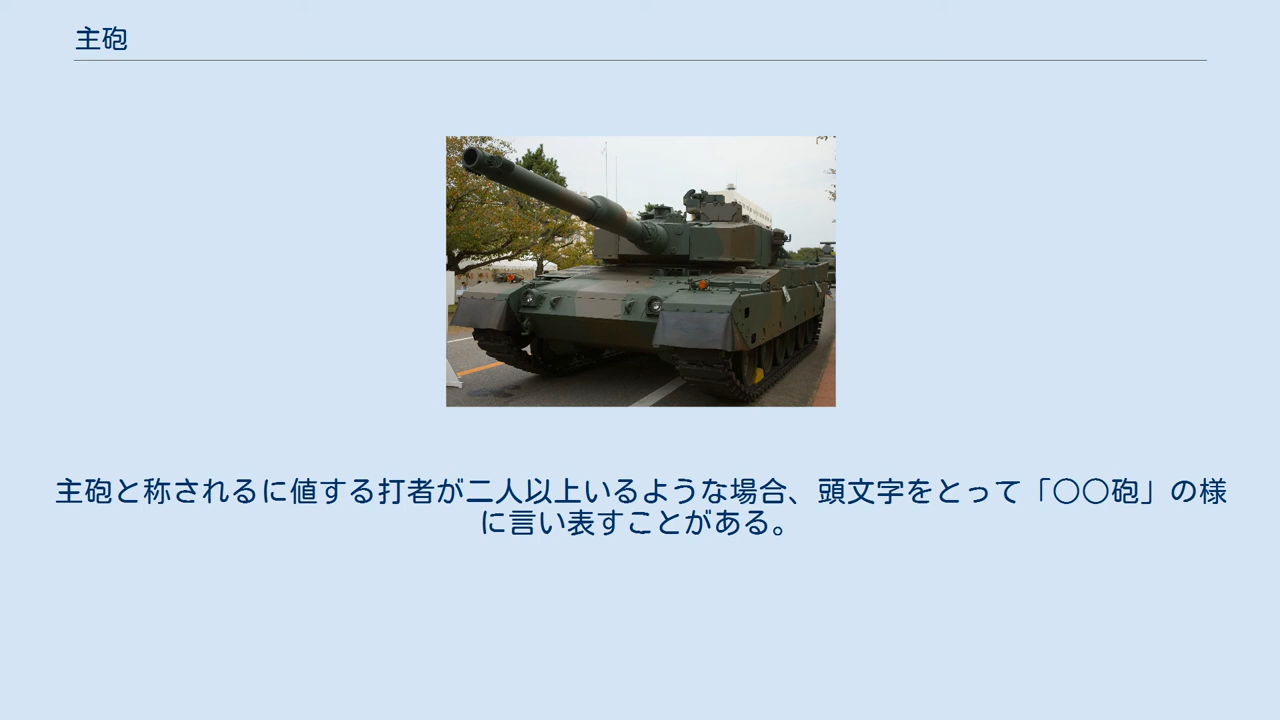 主砲
主砲と称されるに値する打者が二人以上いるような場合、頭文字をとって「〇〇砲」の様
に言い表すことがある。